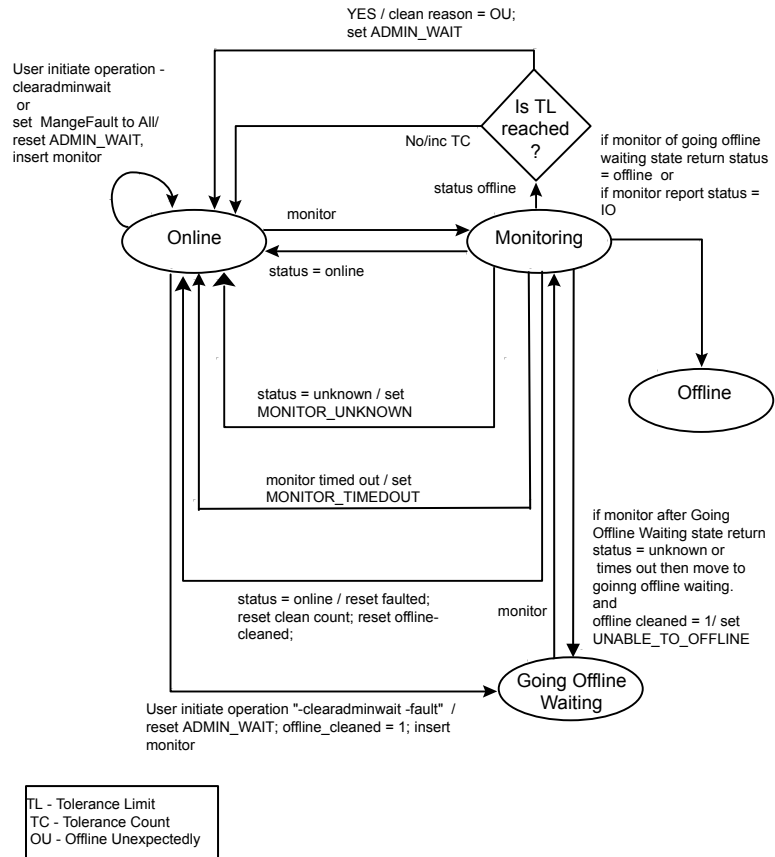 YES / clean reason = OU;
set ADMIN_WAIT
User initiate operation -
clearadminwait
or
set MangeFault to All/
reset ADMIN_WAIT,
insert monitor
Is TL
reached
?
No/inc TC
status offline
if monitor of going offline
waiting state return status
= offline or
if monitor report status =
IO
Online
monitor
Monitoring
status = online
Offline
status = unknown / set
MONITOR_UNKNOWN
monitor timed out / set
MONITOR_TIMEDOUT
if monitor after Going
Offline Waiting state return
status = unknown or
times out then move to
goinng offline waiting.
and
offline cleaned = 1/ set
UNABLE_TO_OFFLINE
status = online / reset faulted;
reset clean count; reset offline-
cleaned;
monitor
Going Offline
Waiting
User initiate operation "-clearadminwait -fault" /
reset ADMIN_WAIT; offline_cleaned = 1; insert
monitor
TL - Tolerance Limit
TC - Tolerance Count
OU - Offline Unexpectedly